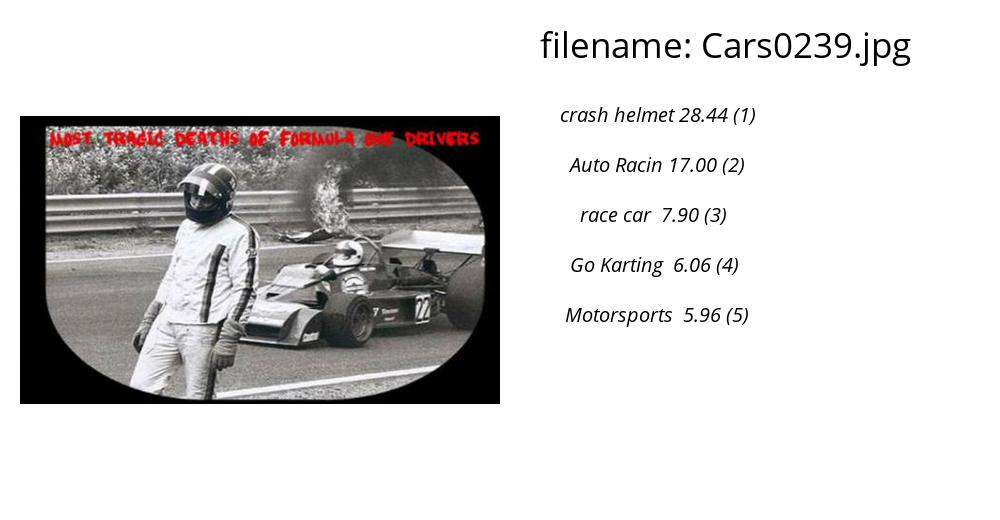 filename: Cars0239.jpg
MOST TRAGIC DEATHS OF FORMULA ONE DRIVERS
crash helmet 28.44 (1)
Auto Racin 17.00 (2)
race car 7.90 (3)
Go Karting 6.06 (4)
Motorsports 5.96 (5)
22